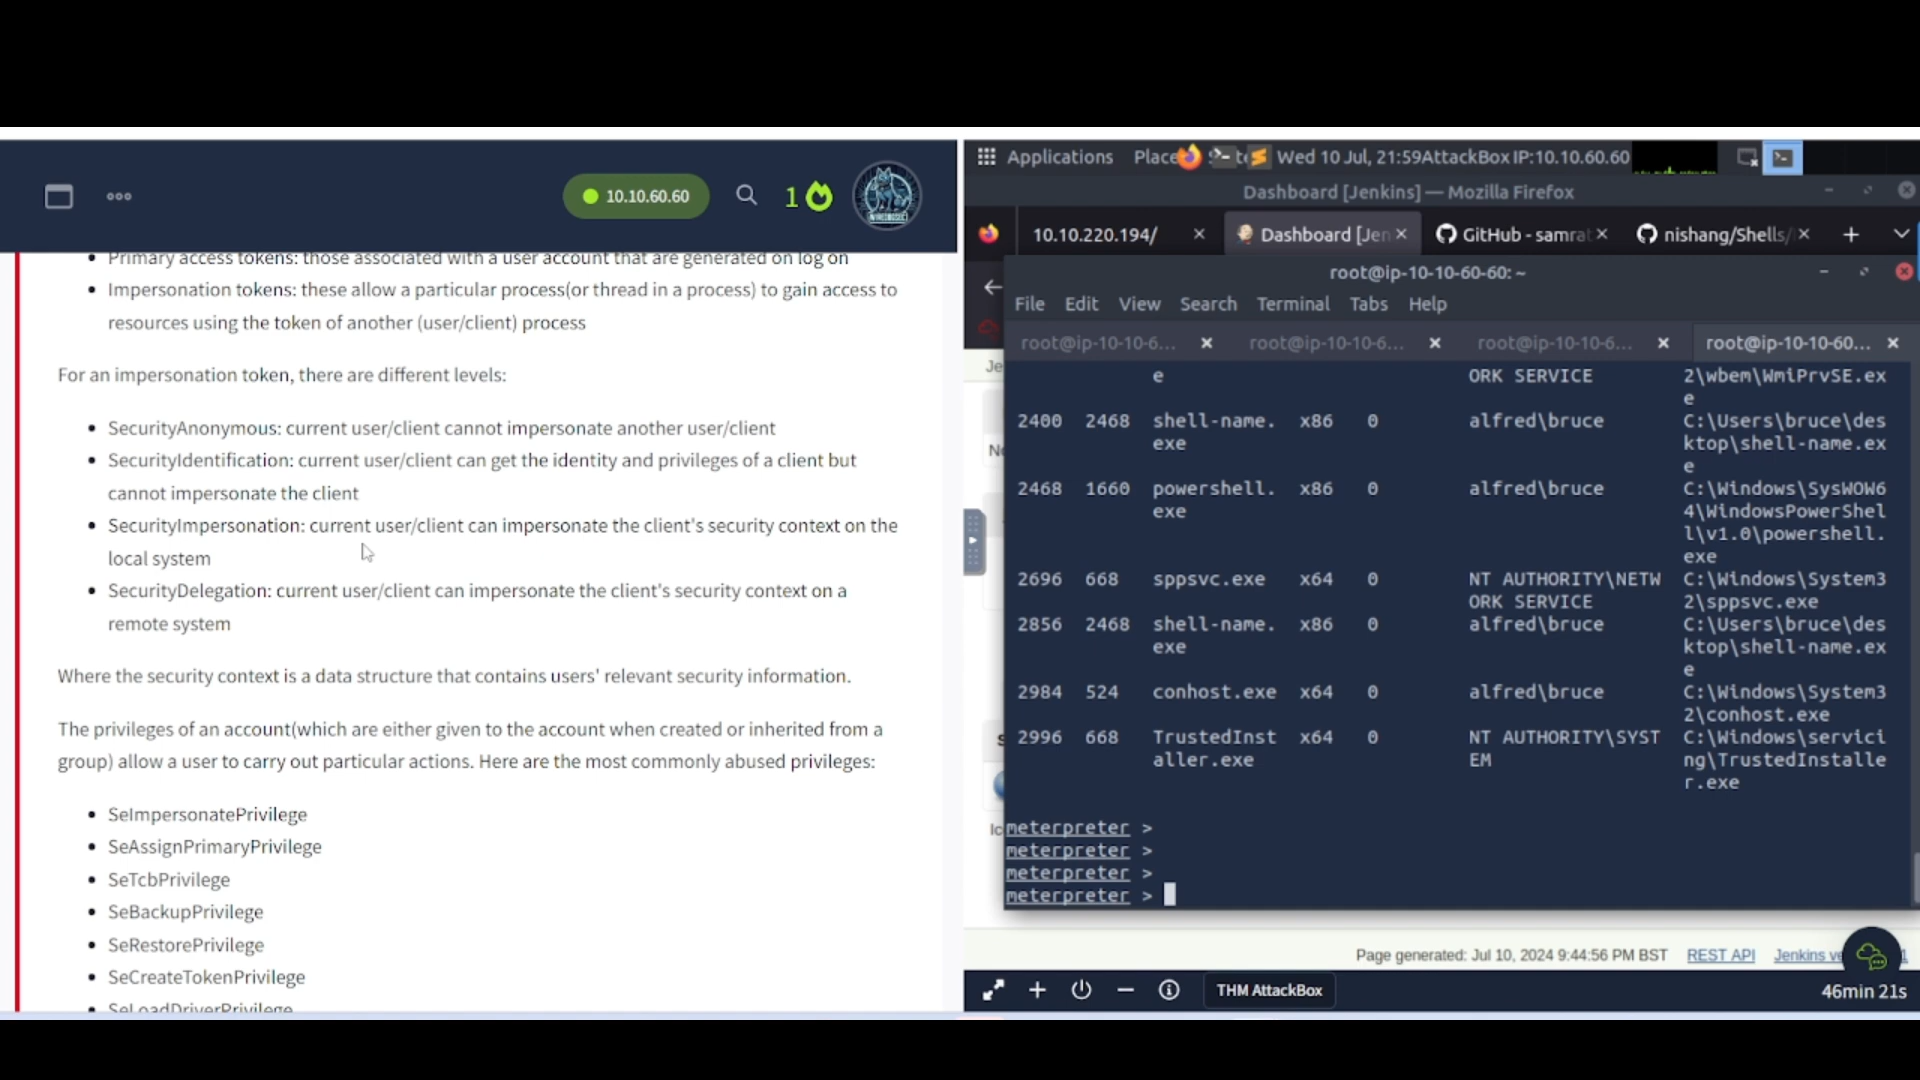 10.10.60.60
1
Primary access tokens: those associated with a user account that are generated on log on
Impersonation tokens: these allow a particular process(or thread in a process) to gain access to
resources using the token of another (user/client) process
For an impersonation token, there are different levels:
SecurityAnonymous: current user/client cannot impersonate another user/client
SecurityIdentification: current user/client can get the identity and privileges of a client but
cannot impersonate the client
SecurityImpersonation: current user/client can impersonate the client's security context on the
local system
SecurityDelegation: current user/client can impersonate the client's security context on a
remote system
Where the security context is a data structure that contains users' relevant security information.
The privileges of an account(which are either given to the account when created or inherited from a
group) allow a user to carry out particular actions. Here are the most commonly abused privileges:
SeImpersonatePrivilege
SeAssignPrimaryPrivilege
SeTcbPrivilege
SeBackupPrivilege
SeRestorePrivilege
SeCreateTokenPrivilege
SeLoadDriverPrivilege
Applications Place Wed 10 Jul, 21:59 AttackBox IP:10.10.60.60
Dashboard [Jenkins] — Mozilla Firefox
10.10.220.194/ Dashboard [Jen GitHub - samrat nishang/Shells/
root@ip-10-10-60-60: ~
File Edit View Search Terminal Tabs Help
root@ip-10-10-6... root@ip-10-10-6... root@ip-10-10-6... root@ip-10-10-60...
Je
e ORK SERVICE 2\wbem\WmiPrvSE.ex
e
2400 2468 shell-name. x86 0 alfred\bruce C:\Users\bruce\des
exe ktop\shell-name.ex
e
2468 1660 powershell. x86 0 alfred\bruce C:\Windows\SysWOW6
exe 4\WindowsPowerShel
l\v1.0\powershell.
exe
2696 668 sppsvc.exe x64 0 NT AUTHORITY\NETW C:\Windows\System3
ORK SERVICE 2\sppsvc.exe
2856 2468 shell-name. x86 0 alfred\bruce C:\Users\bruce\des
exe ktop\shell-name.ex
e
2984 524 conhost.exe x64 0 alfred\bruce C:\Windows\System3
2\conhost.exe
2996 668 TrustedInst x64 0 NT AUTHORITY\SYST C:\Windows\servici
aller.exe EM ng\TrustedInstalle
r.exe
meterpreter >
meterpreter >
meterpreter >
meterpreter >
Page generated: Jul 10, 2024 9:44:56 PM BST REST API Jenkins ve
THM AttackBox 46min 21s